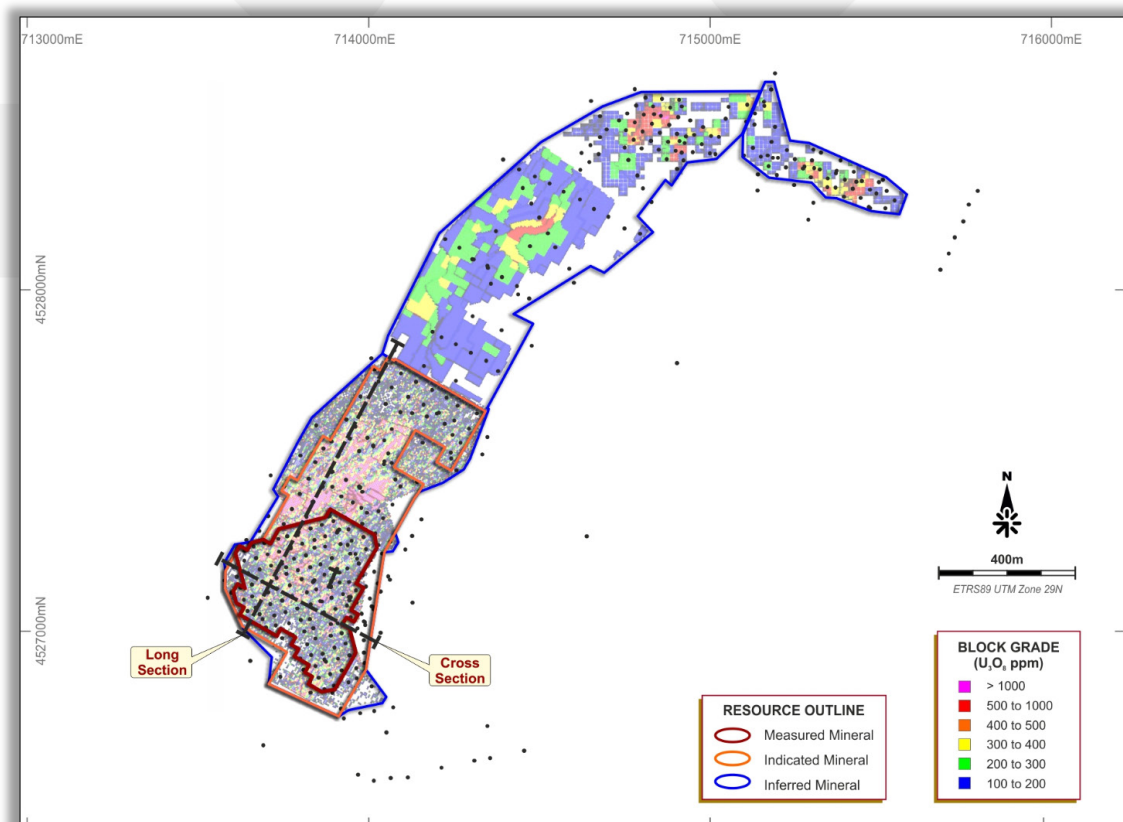 713000mE
714000mE
715000mE
716000mE
4528000mN
4527000mN
N
400m
ETRS89 UTM Zone 29N
Long
Section
Cross
Section
RESOURCE OUTLINE
Measured Mineral
Indicated Mineral
Inferred Mineral
BLOCK GRADE
(U₃O₈ ppm)
> 1000
500 to 1000
400 to 500
300 to 400
200 to 300
100 to 200